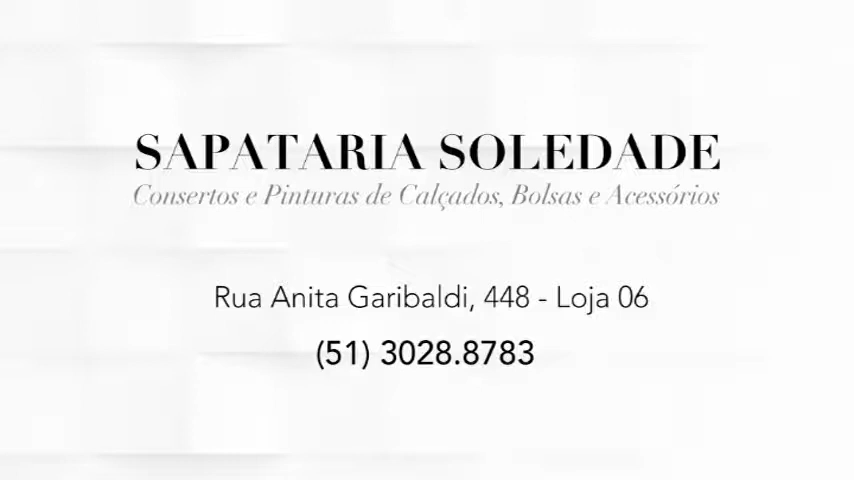 SAPATARIA SOLEDADE
Consertos e Pinturas de Calçados, Bolsas e Acessórios
Rua Anita Garibaldi, 448 - Loja 06
(51) 3028.8783